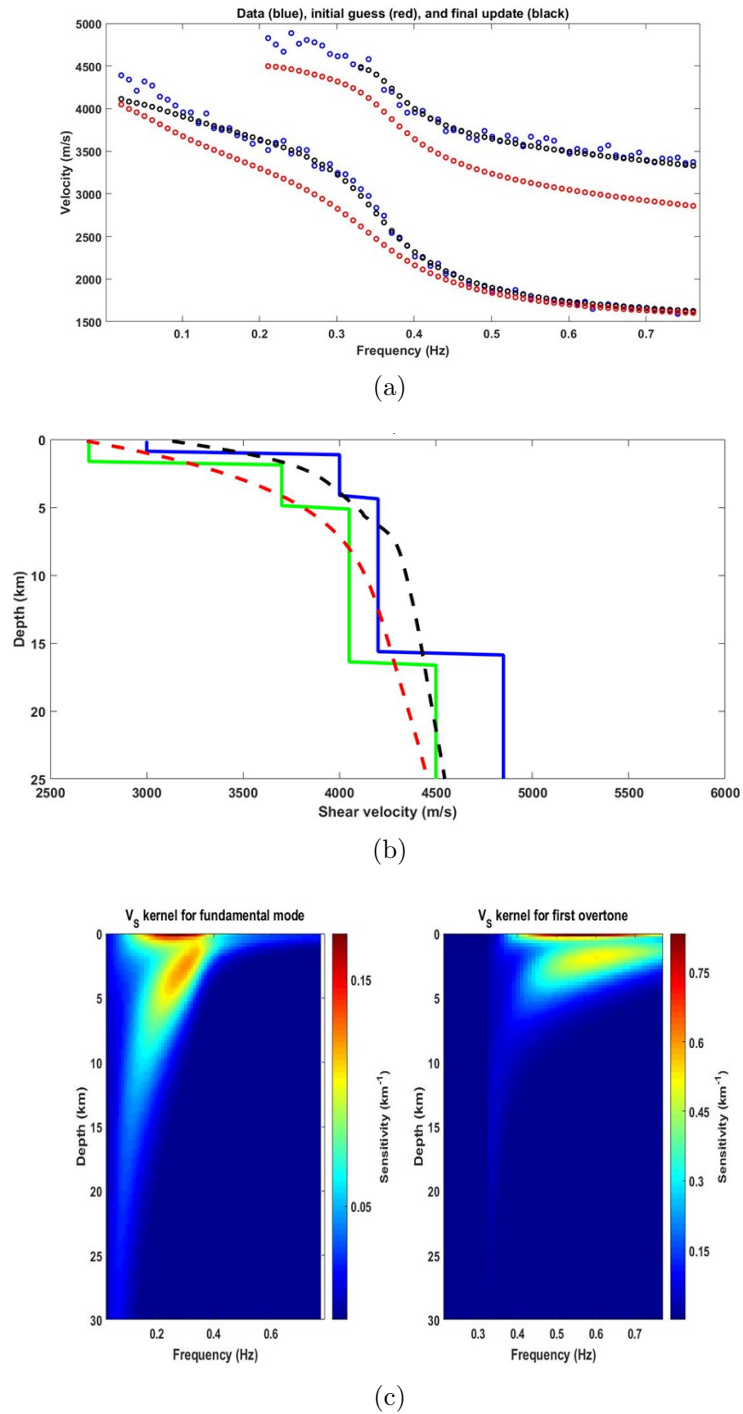 Data (blue), initial guess (red), and final update (black)
5000
4500
4000
3500
3000
2500
2000
1500
Velocity (m/s)
0.1 0.2 0.3 0.4 0.5 0.6 0.7
Frequency (Hz)
(a)
0
5
10
15
20
25
Depth (km)
2500 3000 3500 4000 4500 5000 5500 6000
Shear velocity (m/s)
(b)
V_S kernel for fundamental mode
0
5
10
15
20
25
30
Depth (km)
0.2 0.4 0.6
Frequency (Hz)
0.15
0.05
Sensitivity (km⁻¹)
V_S kernel for first overtone
0
5
10
15
20
25
30
Depth (km)
0.3 0.4 0.5 0.6 0.7
Frequency (Hz)
0.75
0.6
0.45
0.3
0.15
Sensitivity (km⁻¹)
(c)